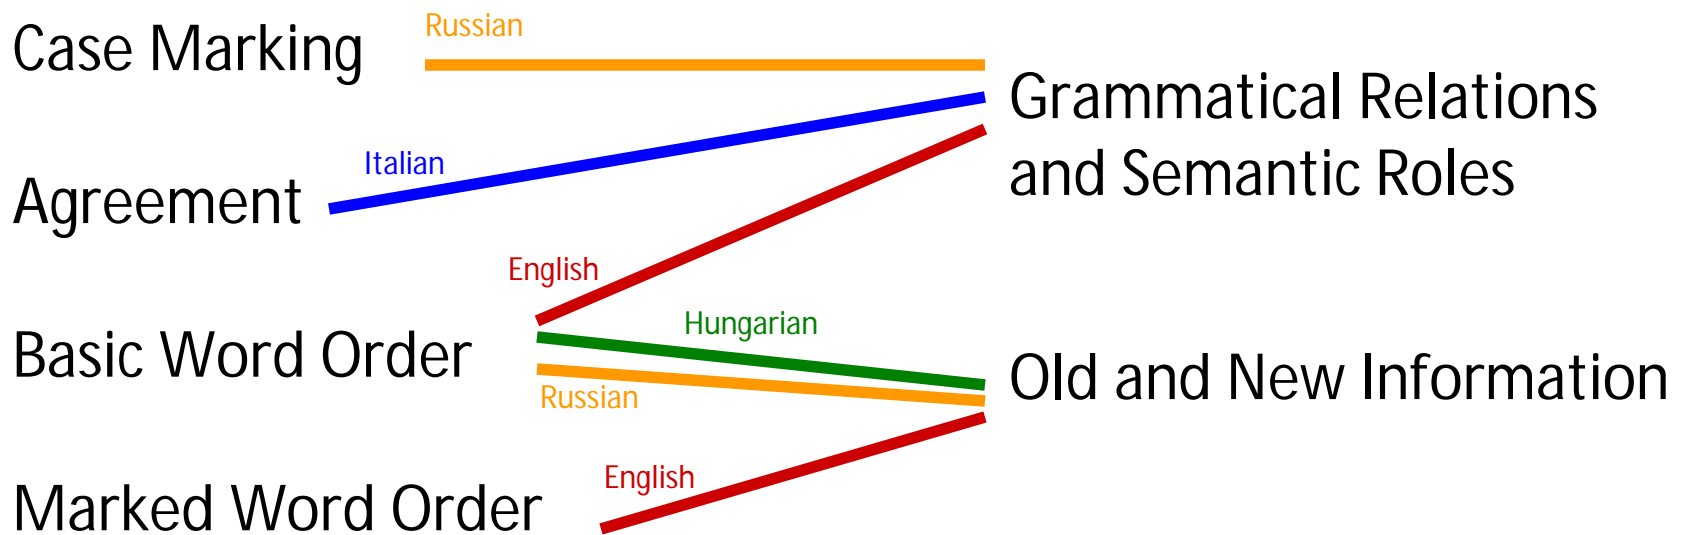 Russian
Case Marking
Grammatical Relations
and Semantic Roles
Italian
Agreement
English
Hungarian
Basic Word Order
Old and New Information
Russian
English
Marked Word Order